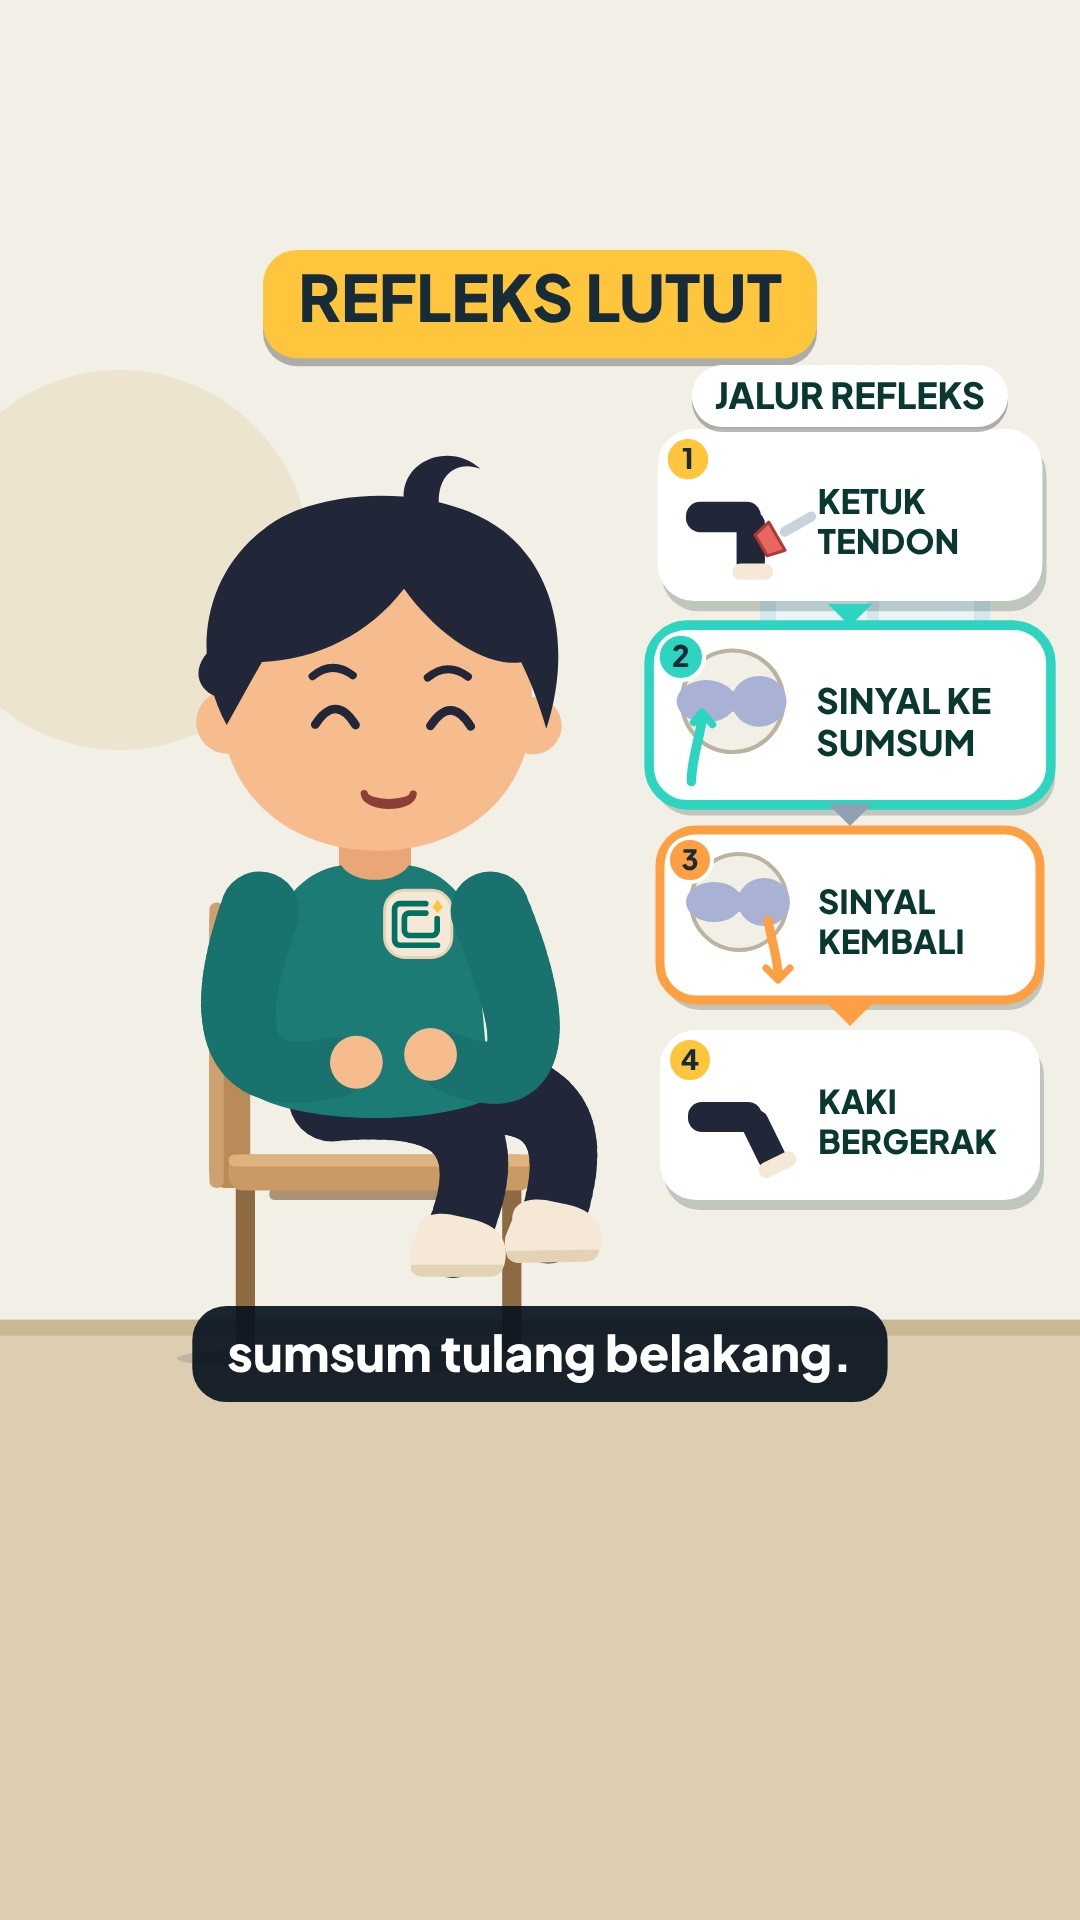 REFLEKS LUTUT
JALUR REFLEKS
1
KETUK
TENDON
2
SINYAL KE
SUMSUM
3
SINYAL
KEMBALI
4
KAKI
BERGERAK
sumsum tulang belakang.